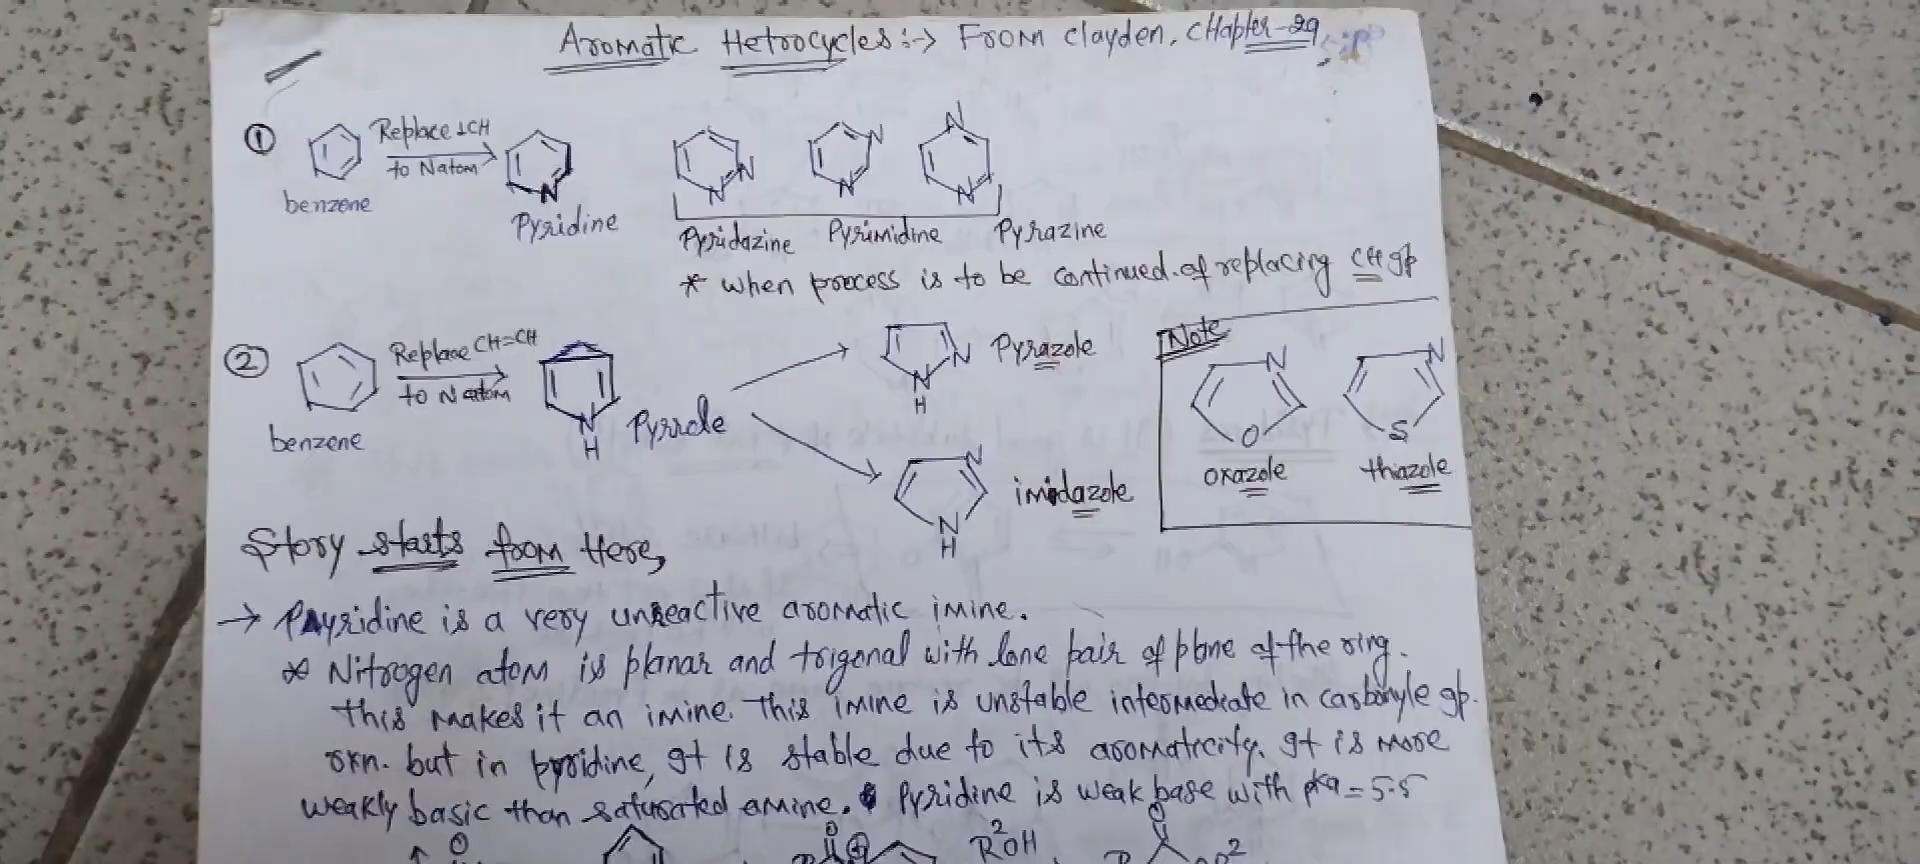 Aromatic Hetrocycles :→ From clayden, CHapter-29
① Replace 1CH
to N atom
benzene
Pyridine
N
N N
N N
N N
Pyridazine Pyrimidine Pyrazine
* when process is to be continued of replacing CH gp
② Replace CH=CH
to N atom
benzene
N
H
Pyrrole
N
N
H
Pyrazole
N
N
H
imidazole
Note
N
O
oxazole
N
S
thiazole
Story starts from Here,
→ Pyridine is a very unreactive aromatic imine.
* Nitrogen atom is planar and trigonal with lone pair of plane of the ring.
this makes it an imine. This imine is unstable intermediate in carbonyle gp.
rxn. but in pyridine, It is stable due to its aromaticity. It is more
weakly basic than saturated amine. Pyridine is weak base with pka = 5.5
O O ⊕ R²OH O